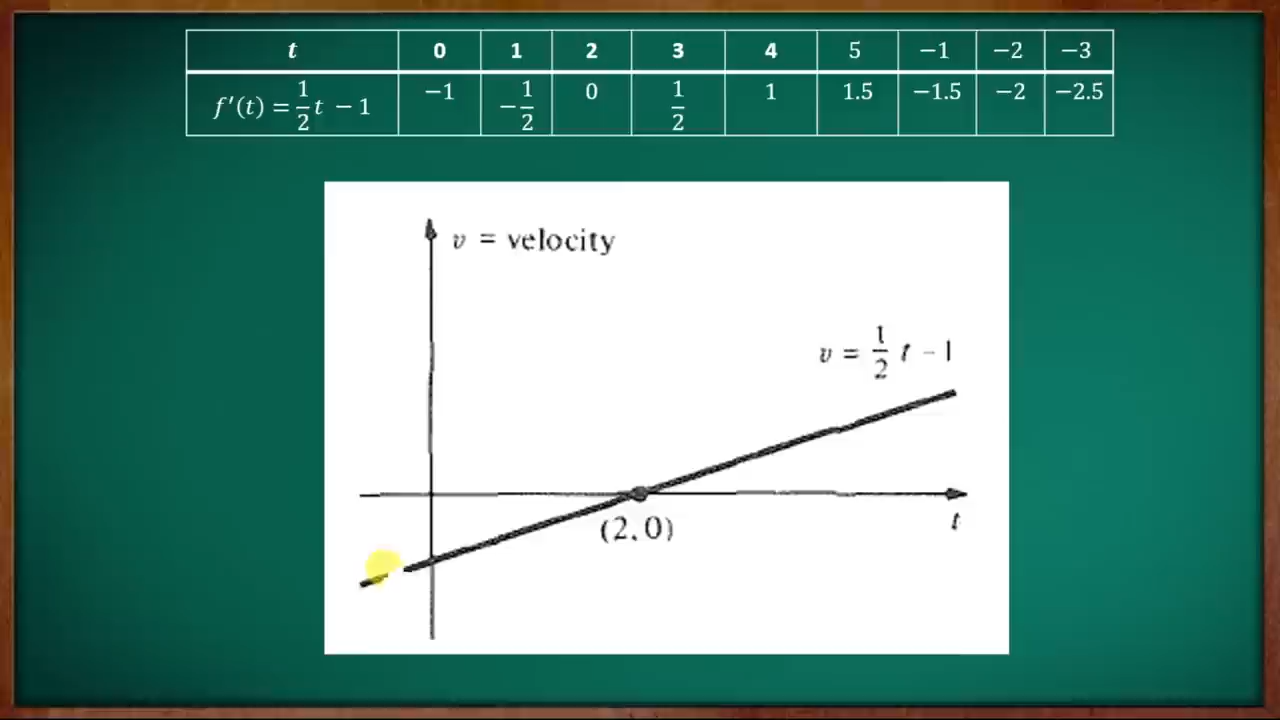 t 0 1 2 3 4 5 −1 −2 −3
f′(t) = 1/2 t − 1 −1 −1/2 0 1/2 1 1.5 −1.5 −2 −2.5
v = velocity
v = 1/2 t − 1
(2, 0)
t